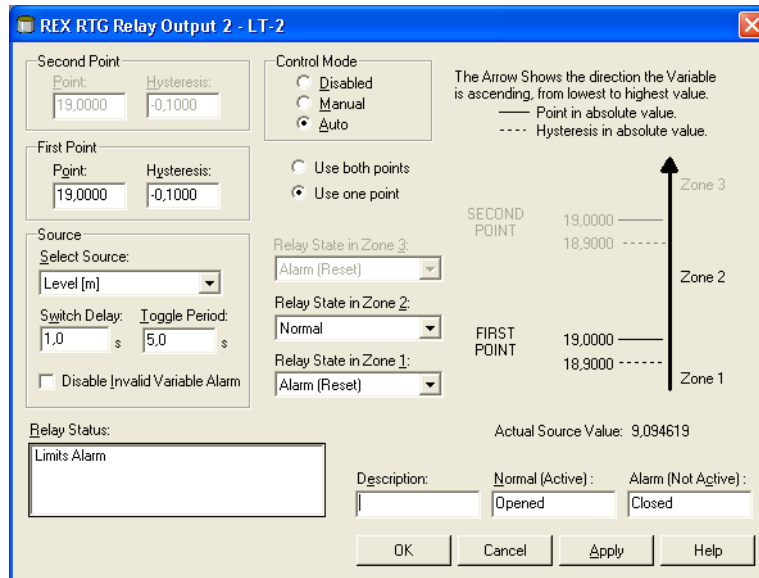 REX RTG Relay Output 2 - LT-2
Second Point
Point: Hysteresis:
19,0000 -0,1000
First Point
Point: Hysteresis:
19,0000 -0,1000
Source
Select Source:
Level [m]
Switch Delay: Toggle Period:
1,0 s 5,0 s
Disable Invalid Variable Alarm
Control Mode
Disabled
Manual
Auto
Use both points
Use one point
Relay State in Zone 3:
Alarm (Reset)
Relay State in Zone 2:
Normal
Relay State in Zone 1:
Alarm (Reset)
The Arrow Shows the direction the Variable
is ascending, from lowest to highest value.
Point in absolute value.
Hysteresis in absolute value.
Zone 3
SECOND
POINT
19,0000
18,9000
Zone 2
FIRST
POINT
19,0000
18,9000
Zone 1
Relay Status:
Limits Alarm
Actual Source Value: 9,094619
Description: Normal (Active) : Alarm (Not Active) :
Opened Closed
OK Cancel Apply Help